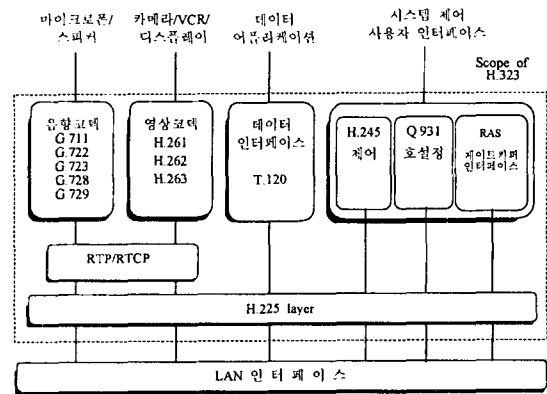 마이크로폰/
스피커
카메라/VCR/
디스플레이
데이터
어플리케이션
시스템 제어
사용자 인터페이스
Scope of
H.323
음향코덱
G.711
G.722
G.723
G.728
G.729
영상코덱
H.261
H.262
H.263
데이터
인터페이스
T.120
H.245
제어
Q 931
호설정
RAS
게이트키퍼
인터페이스
RTP/RTCP
H.225 layer
LAN 인 터 페 이 스